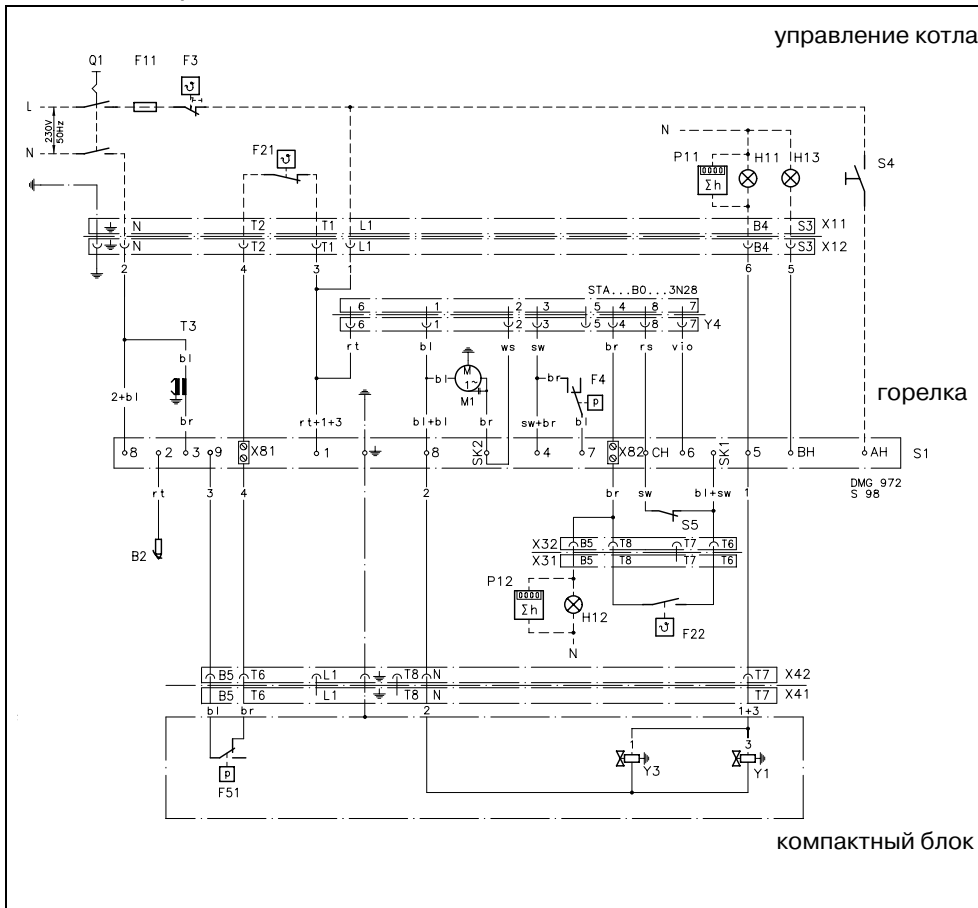 управление котла
Q1 F11 F3
L
230V
50Hz
N
F21
N
P11 H11 H13
S4
Σh
N T2 T1 L1 B4 S3 X11
N T2 T1 L1 B4 S3 X12
2 4 3 1 6 5
STA...BO...3N28
6 1 2 3 5 4 8 7
6 1 2 3 5 4 8 7 Y4
T3
rt bl ws sw br rs vio
bl
M
1~
M1
bl
br
F4
p
горелка
2+bl
br
rt+1+3
bl+bl
br
sw+br
bl
8 2 3 9 X81 1 8 SK2 4 7 X82 CH 6 SK1 5 BH AH S1
DMG 972
S 98
rt 3 4 2 br sw bl+sw 1
S5
B2
X32 B5 T8 T7 T6
X31 B5 T8 T7 T6
P12
Σh
H12
F22
N
B5 T6 L1 T8 N T7 X42
B5 T6 L1 T8 N T7 X41
bl br 2 1+3
p
F51
1 3
Y3 Y1
компактный блок